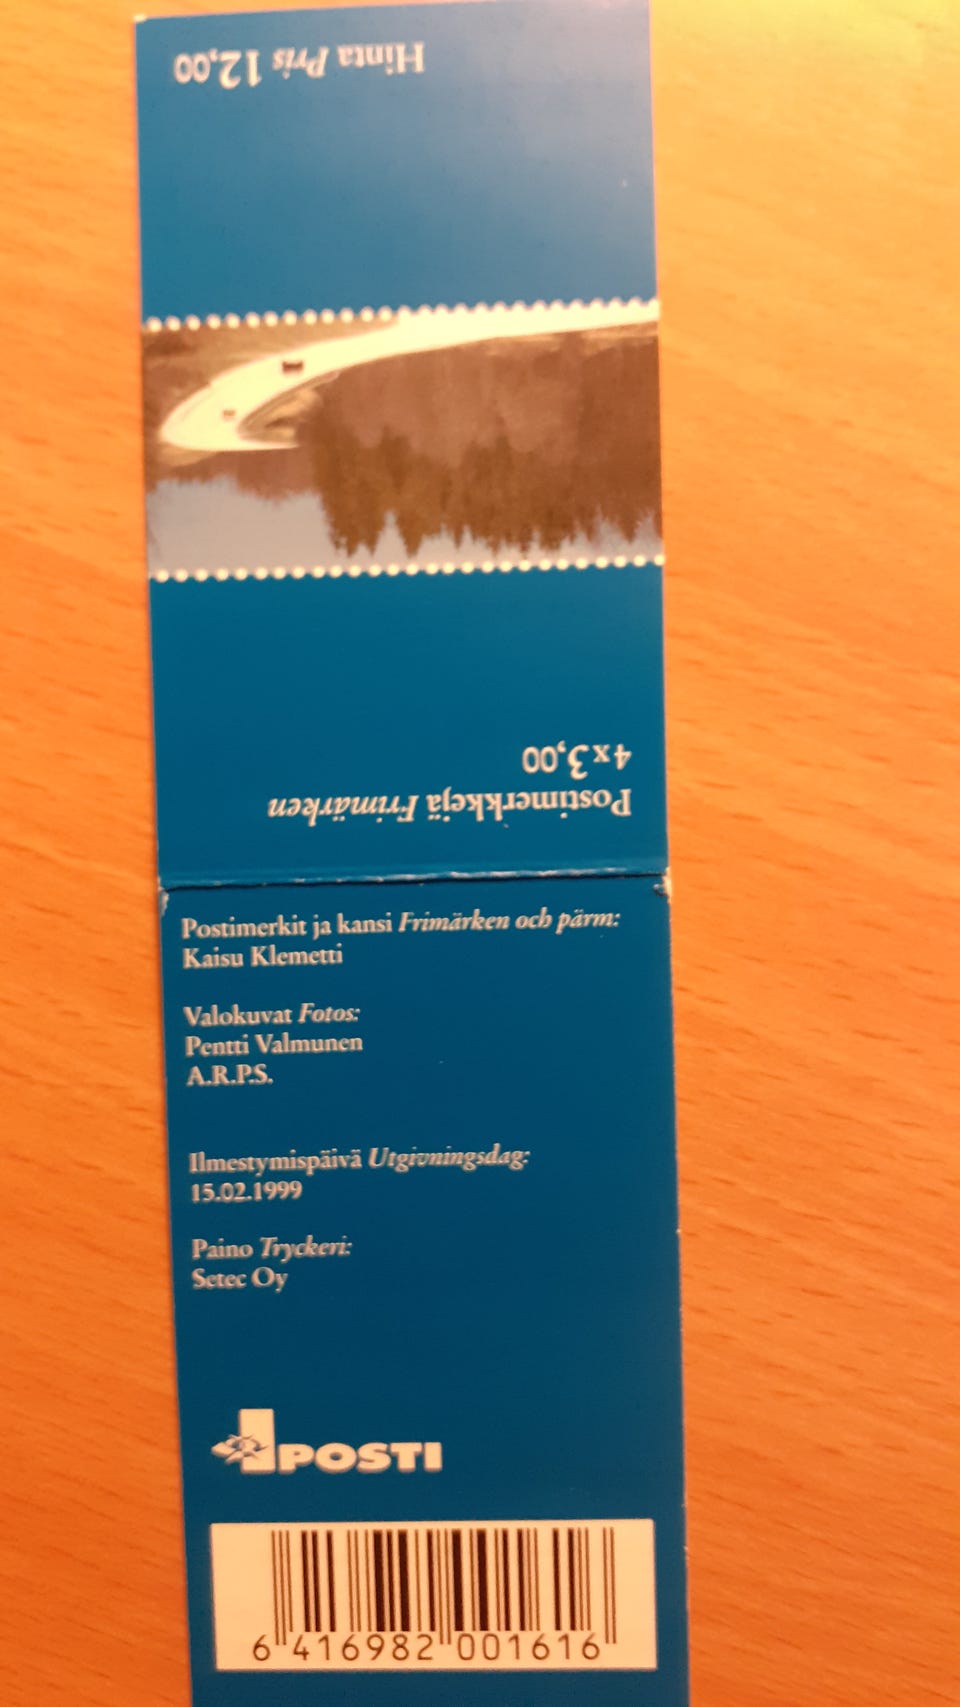 Hinta Pris 12,00
4 x 3,00
Postimerkkejä Frimärken
Postimerkit ja kansi Frimärken och pärm:
Kaisu Klemetti
Valokuvat Fotos:
Pentti Valmunen
A.R.P.S.
Ilmestymispäivä Utgivningsdag:
15.02.1999
Paino Tryckeri:
Setec Oy
POSTI
6 416982 001616